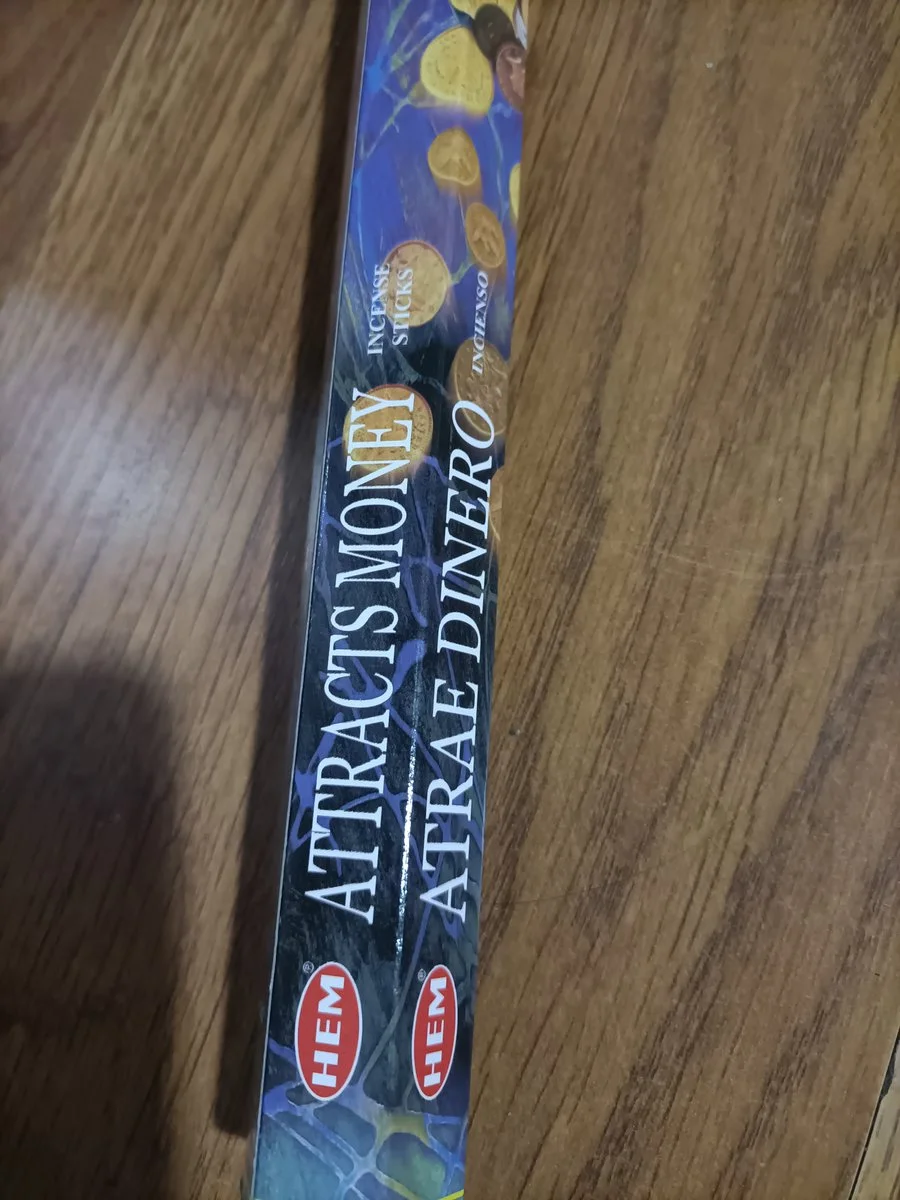 HEM®
ATTRACTS MONEY
INCENSE
STICKS
HEM®
ATRAE DINERO
INCIENSO